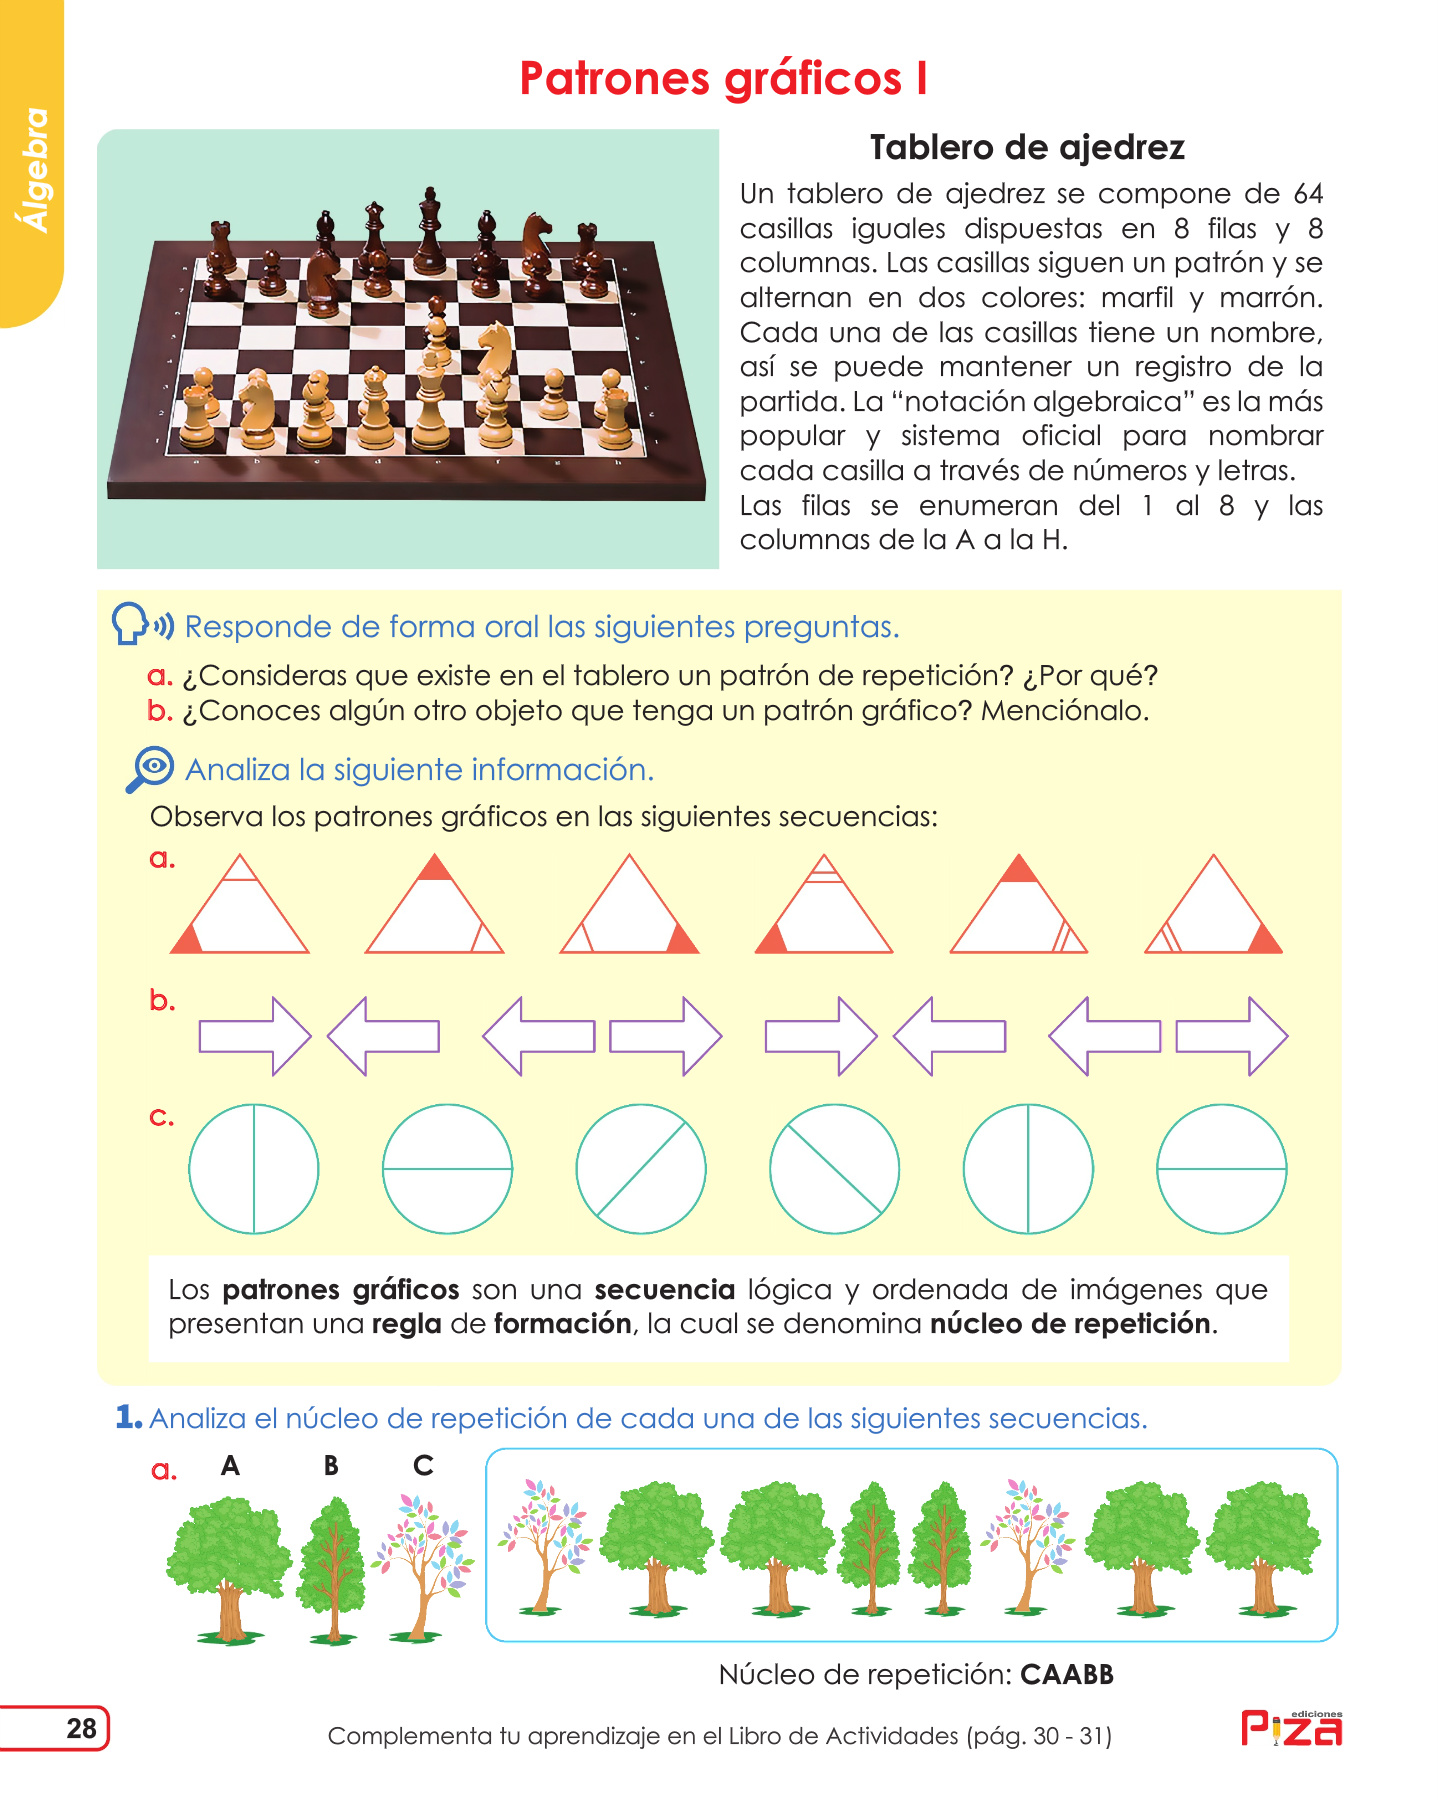 Álgebra
Patrones gráficos I
Tablero de ajedrez
Un tablero de ajedrez se compone de 64
casillas iguales dispuestas en 8 filas y 8
columnas. Las casillas siguen un patrón y se
alternan en dos colores: marfil y marrón.
Cada una de las casillas tiene un nombre,
así se puede mantener un registro de la
partida. La “notación algebraica” es la más
popular y sistema oficial para nombrar
cada casilla a través de números y letras.
Las filas se enumeran del 1 al 8 y las
columnas de la A a la H.
Responde de forma oral las siguientes preguntas.
a. ¿Consideras que existe en el tablero un patrón de repetición? ¿Por qué?
b. ¿Conoces algún otro objeto que tenga un patrón gráfico? Menciónalo.
Analiza la siguiente información.
Observa los patrones gráficos en las siguientes secuencias:
a.
b.
c.
Los patrones gráficos son una secuencia lógica y ordenada de imágenes que
presentan una regla de formación, la cual se denomina núcleo de repetición.
1. Analiza el núcleo de repetición de cada una de las siguientes secuencias.
a. A B C
Núcleo de repetición: CAABB
28
Complementa tu aprendizaje en el Libro de Actividades (pág. 30 - 31)
ediciones
Piza